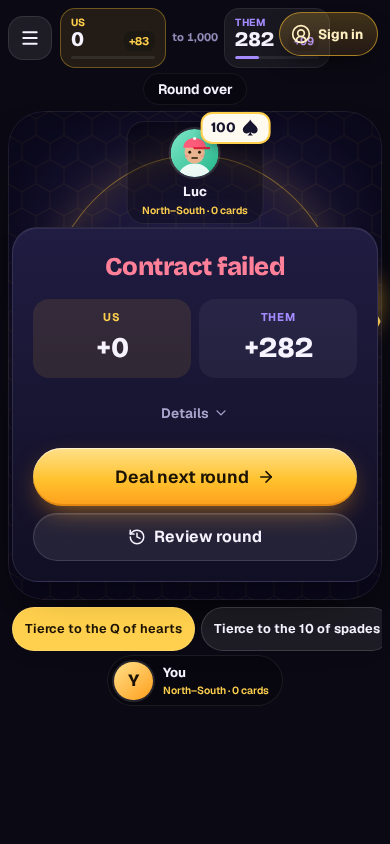 US
0
+83
to 1,000
THEM
282
Sign in
Round over
100
Luc
North–South · 0 cards
Contract failed
US
+0
THEM
+282
Details
Deal next round
Review round
Tierce to the Q of hearts
Tierce to the 10 of spades
Y
You
North–South · 0 cards